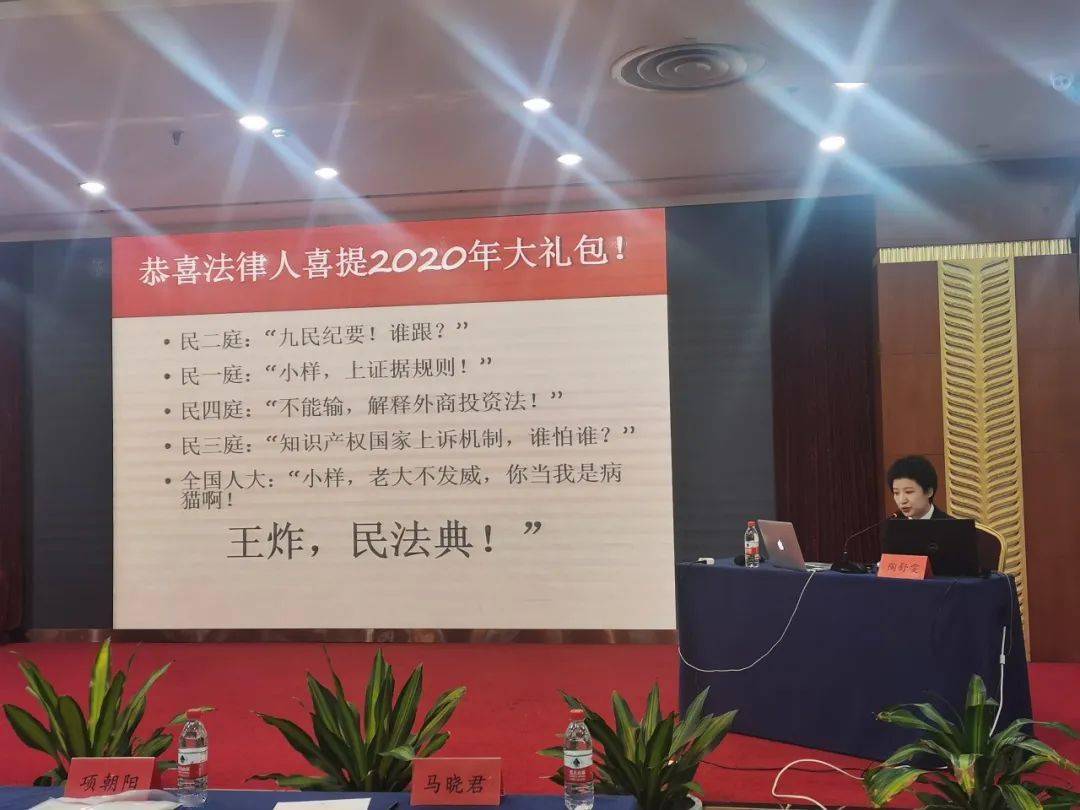 恭喜法律人喜提2020年大礼包！
• 民二庭：“九民纪要！谁跟？”
• 民一庭：“小样，上证据规则！”
• 民四庭：“不能输，解释外商投资法！”
• 民三庭：“知识产权国家上诉机制，谁怕谁？”
• 全国人大：“小样，老大不发威，你当我是病
猫啊！
王炸，民法典！”
陶舒雯
项朝阳
马晓君